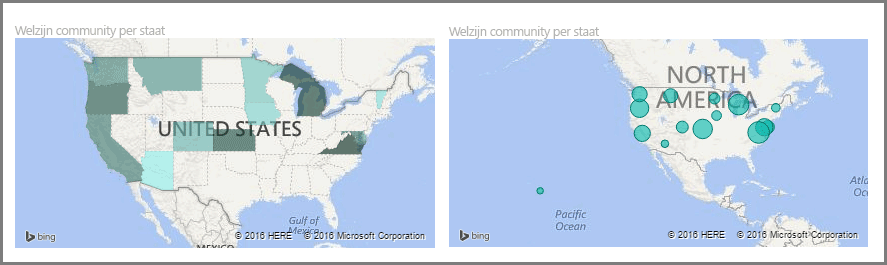 Welzijn community per staat
UNITED STATES
Gulf of
Mexico
MEXICO
bing
© 2016 HERE © 2016 Microsoft Corporation
Welzijn community per staat
NORTH
AMERICA
Pacific
Ocean
Atla
Oc
bing
© 2016 HERE © 2016 Microsoft Corporation